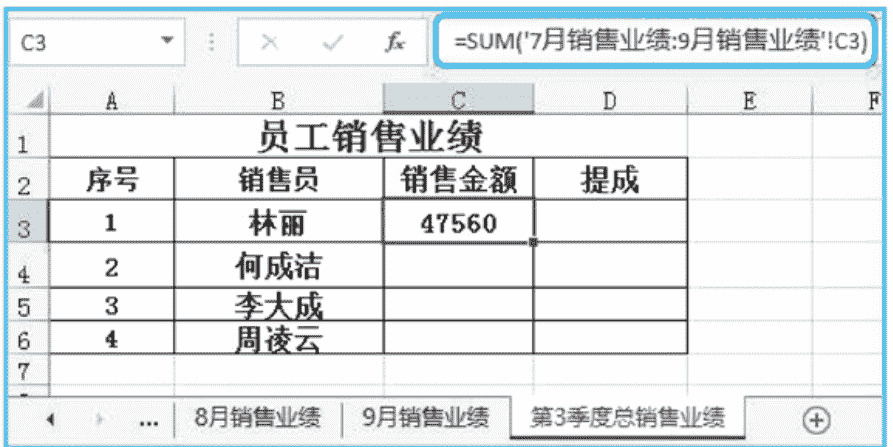 C3 fx =SUM('7月销售业绩:9月销售业绩'!C3)
A B C D E F
1 员工销售业绩
2 序号 销售员 销售金额 提成
3 1 林丽 47560
4 2 何成洁
5 3 李大成
6 4 周凌云
7
... 8月销售业绩 9月销售业绩 第3季度总销售业绩